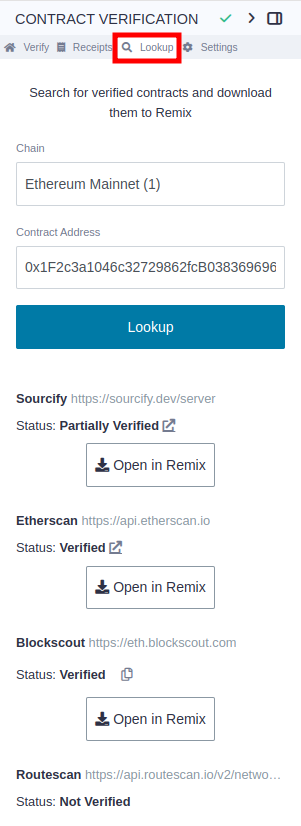 CONTRACT VERIFICATION
Verify Receipts Lookup Settings
Search for verified contracts and download
them to Remix
Chain
Ethereum Mainnet (1)
Contract Address
0x1F2c3a1046c32729862fcB038369696
Lookup
Sourcify https://sourcify.dev/server
Status: Partially Verified
Open in Remix
Etherscan https://api.etherscan.io
Status: Verified
Open in Remix
Blockscout https://eth.blockscout.com
Status: Verified
Open in Remix
Routescan https://api.routescan.io/v2/netwo…
Status: Not Verified